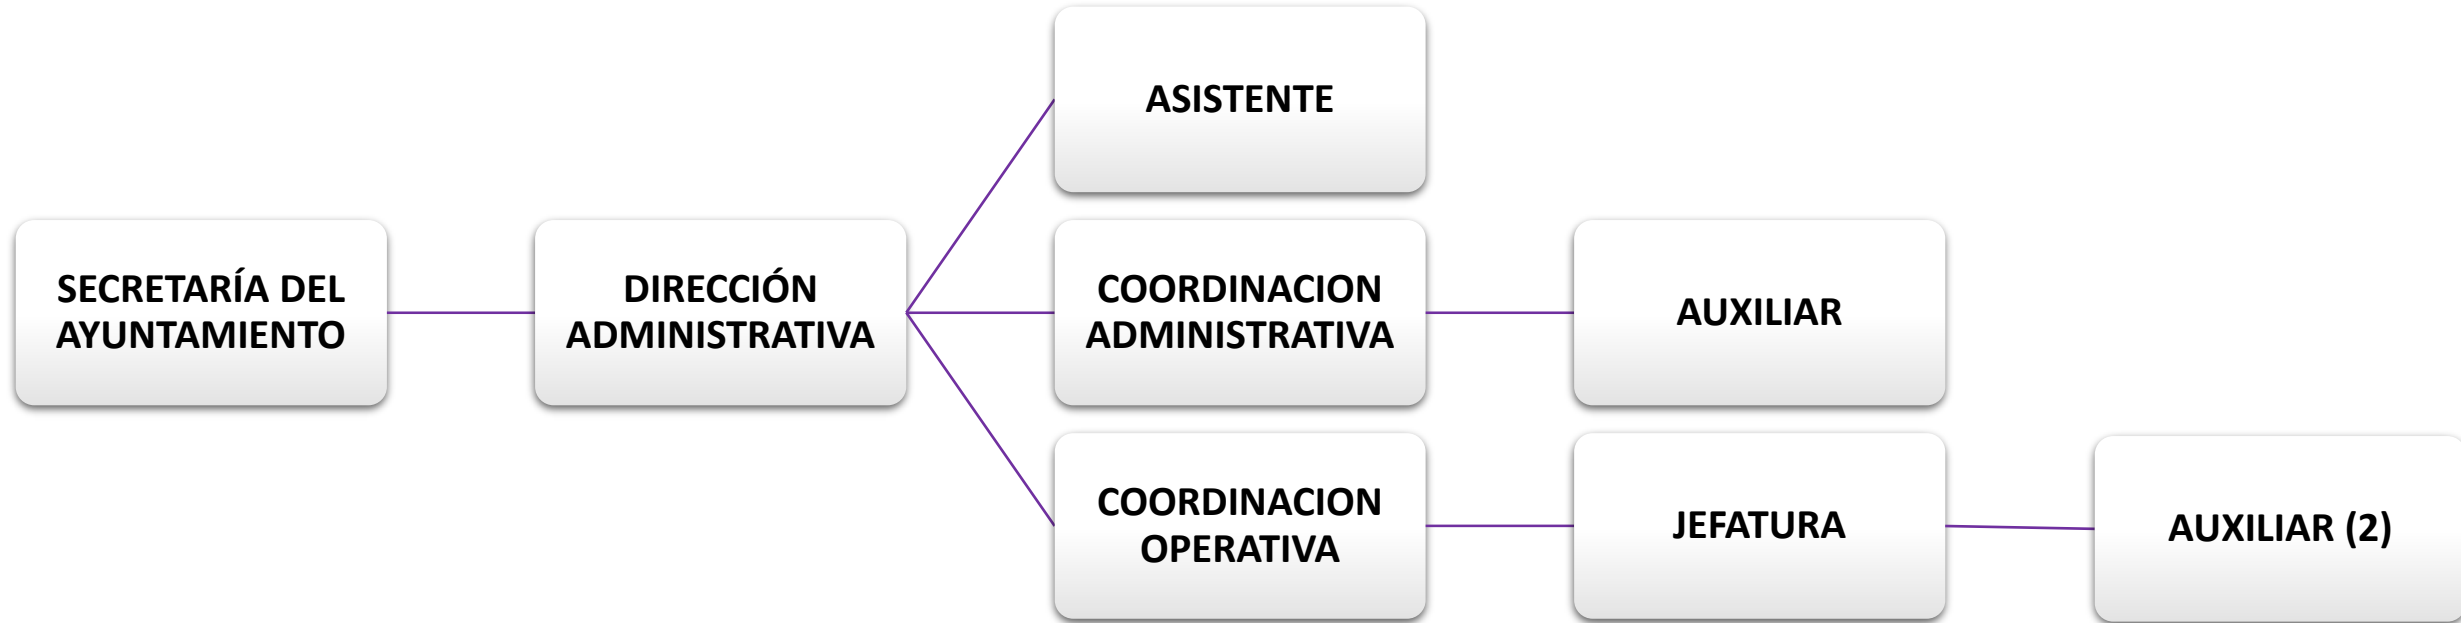 ASISTENTE
SECRETARÍA DEL
AYUNTAMIENTO
DIRECCIÓN
ADMINISTRATIVA
COORDINACION
ADMINISTRATIVA
AUXILIAR
COORDINACION
OPERATIVA
JEFATURA
AUXILIAR (2)